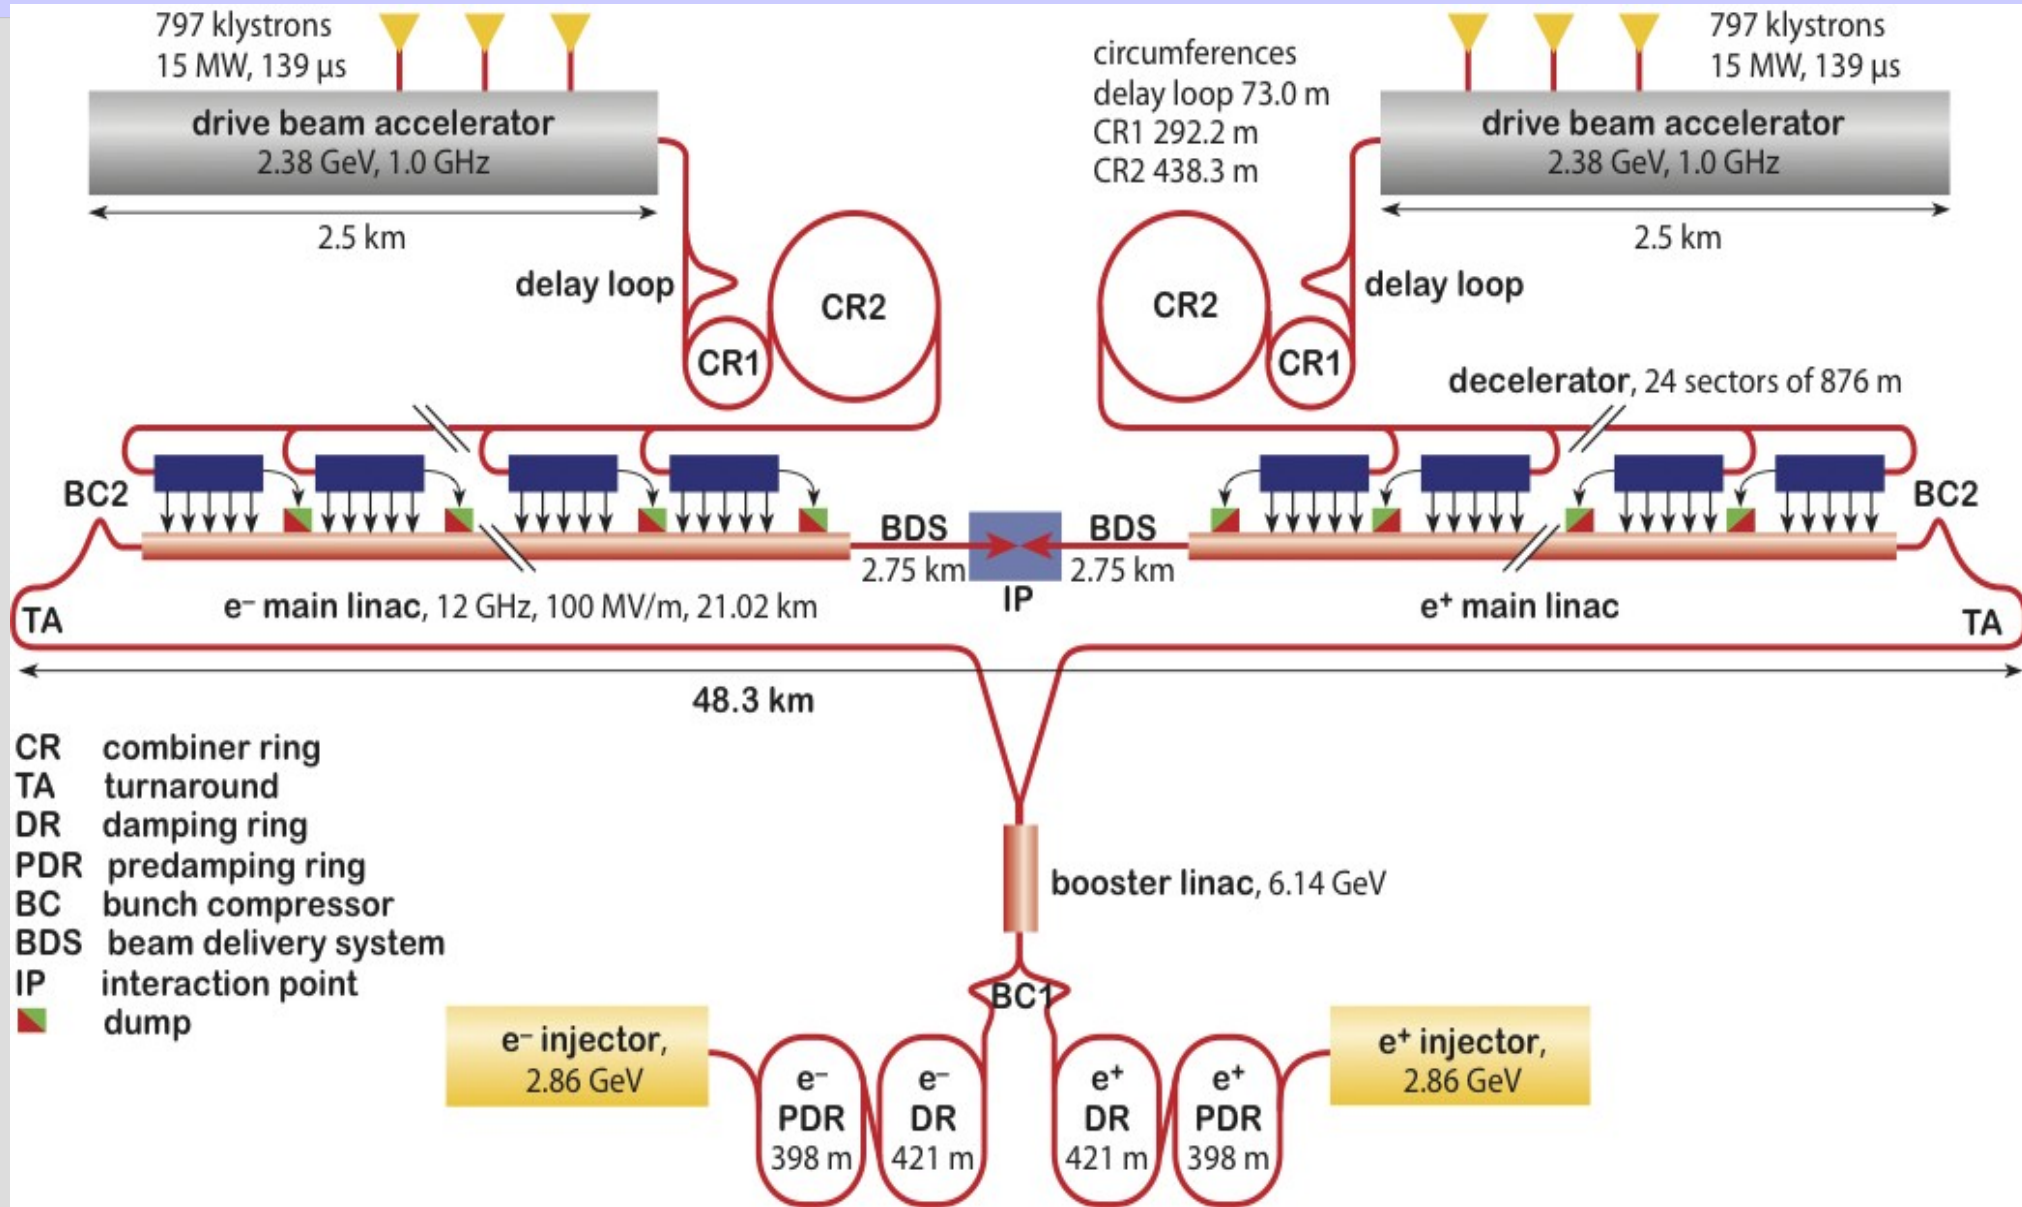 797 klystrons
15 MW, 139 µs
drive beam accelerator
2.38 GeV, 1.0 GHz
2.5 km
delay loop
CR1
CR2
circumferences
delay loop 73.0 m
CR1 292.2 m
CR2 438.3 m
797 klystrons
15 MW, 139 µs
drive beam accelerator
2.38 GeV, 1.0 GHz
2.5 km
CR2
CR1
delay loop
decelerator, 24 sectors of 876 m
BC2
BDS
2.75 km
IP
BDS
2.75 km
BC2
TA
e⁻ main linac, 12 GHz, 100 MV/m, 21.02 km
e⁺ main linac
TA
48.3 km
CR combiner ring
TA turnaround
DR damping ring
PDR predamping ring
BC bunch compressor
BDS beam delivery system
IP interaction point
dump
booster linac, 6.14 GeV
BC1
e⁻ injector,
2.86 GeV
e⁻
PDR
398 m
e⁻
DR
421 m
e⁺
DR
421 m
e⁺
PDR
398 m
e⁺ injector,
2.86 GeV